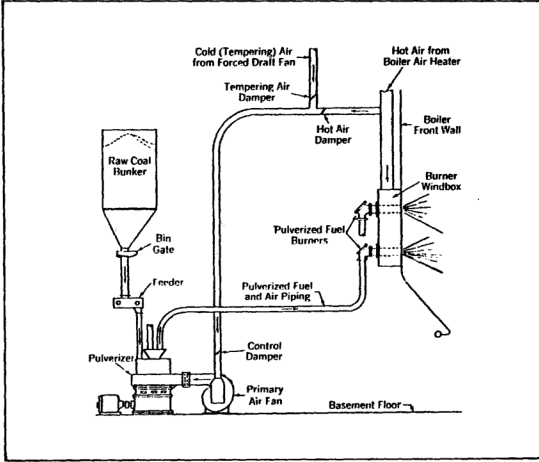 Cold (Tempering) Air
from Forced Draft Fan
Hot Air from
Boiler Air Heater
Tempering Air
Damper
Hot Air
Damper
Boiler
Front Wall
Raw Coal
Bunker
Burner
Windbox
Bin
Gate
Pulverized Fuel
Burners
Feeder
Pulverized Fuel
and Air Piping
Pulverizer
Control
Damper
Primary
Air Fan
Basement Floor